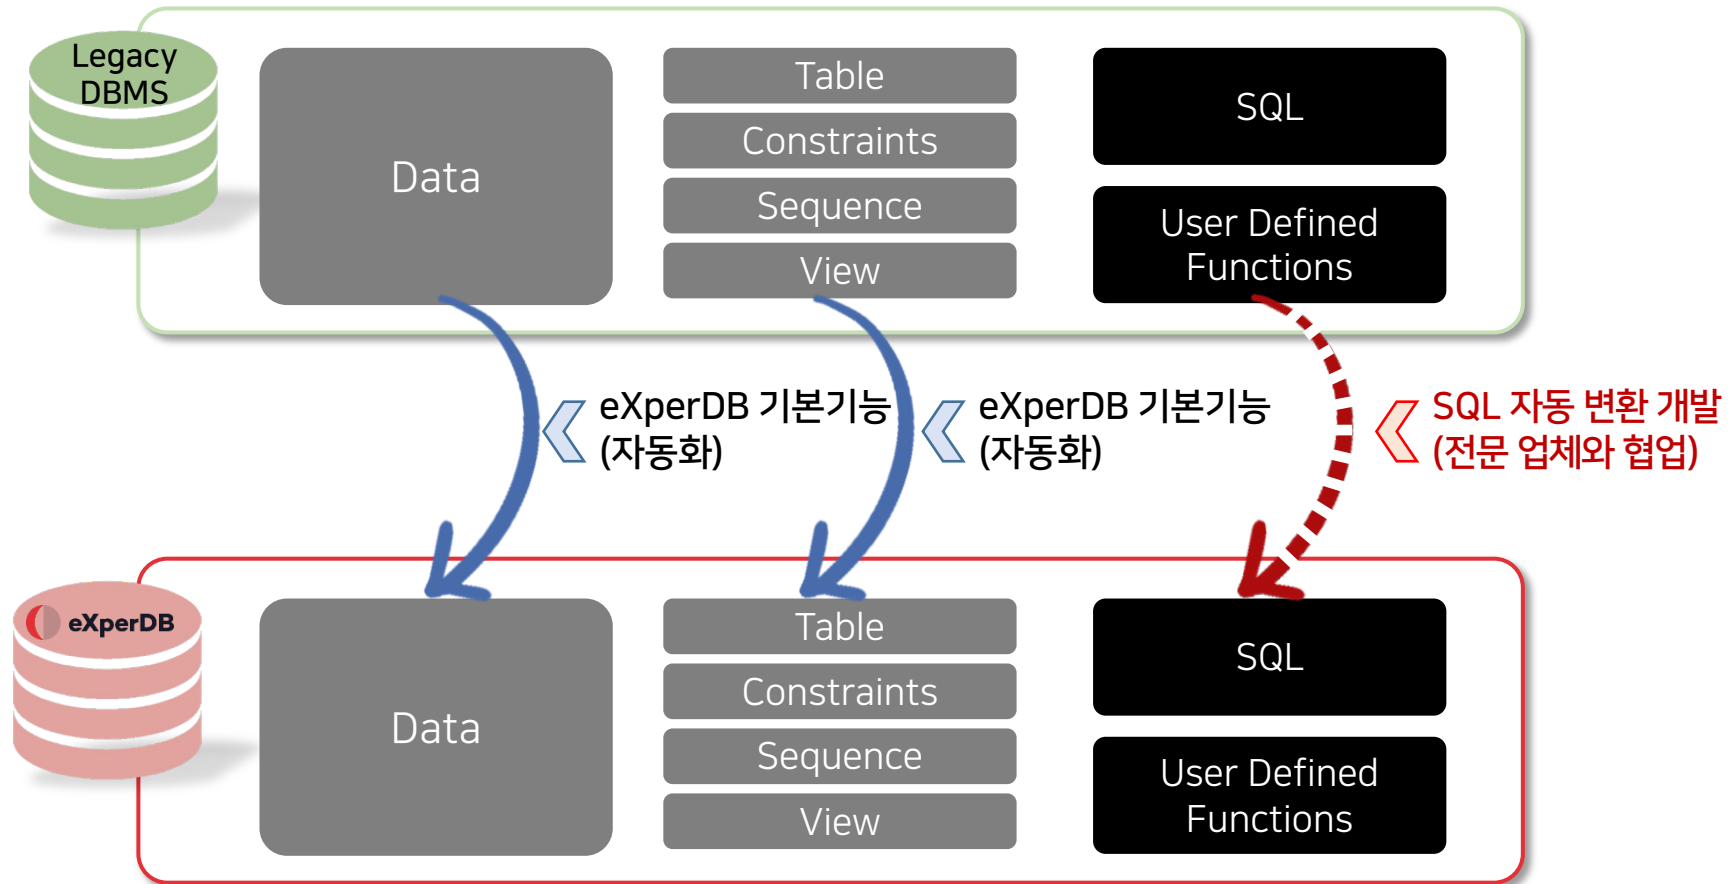 Legacy
DBMS
Data
Table
Constraints
Sequence
View
SQL
User Defined
Functions
eXperDB 기본기능
(자동화)
eXperDB 기본기능
(자동화)
SQL 자동 변환 개발
(전문 업체와 협업)
eXperDB
Data
Table
Constraints
Sequence
View
SQL
User Defined
Functions